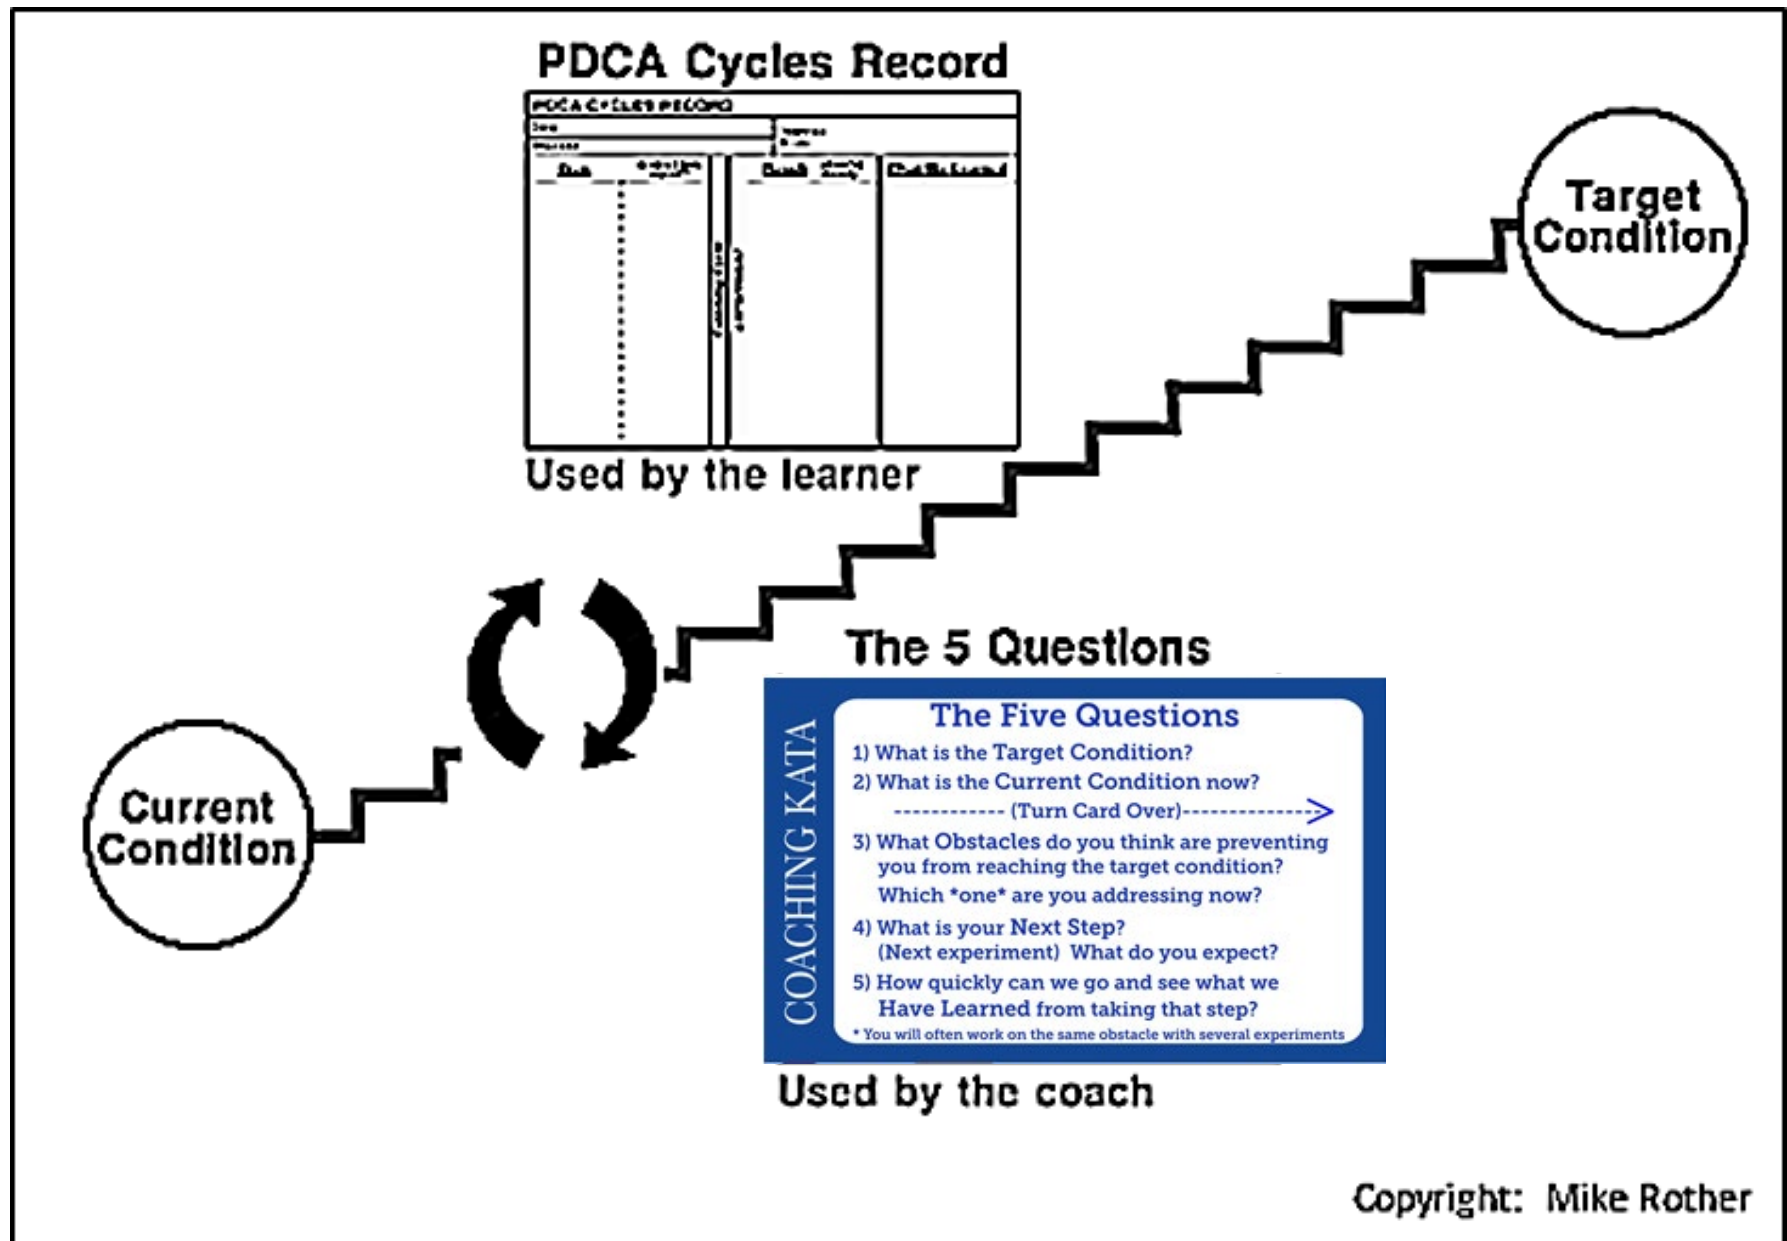 PDCA Cycles Record
PDCA CYCLES RECORD
Used by the learner
Target
Condition
The 5 Questions
COACHING KATA
The Five Questions
1) What is the Target Condition?
2) What is the Current Condition now?
------------ (Turn Card Over)-------------->
3) What Obstacles do you think are preventing
you from reaching the target condition?
Which *one* are you addressing now?
4) What is your Next Step?
(Next experiment) What do you expect?
5) How quickly can we go and see what we
Have Learned from taking that step?
* You will often work on the same obstacle with several experiments
Used by the coach
Current
Condition
Copyright: Mike Rother